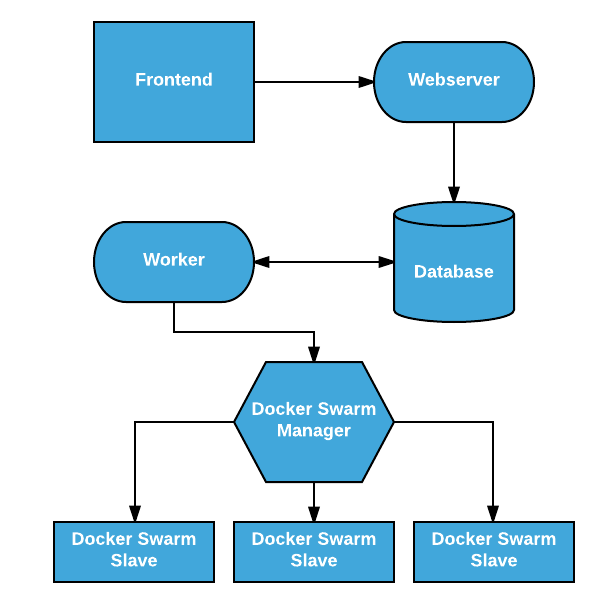 Frontend
Webserver
Worker
Database
Docker Swarm
Manager
Docker Swarm
Slave
Docker Swarm
Slave
Docker Swarm
Slave